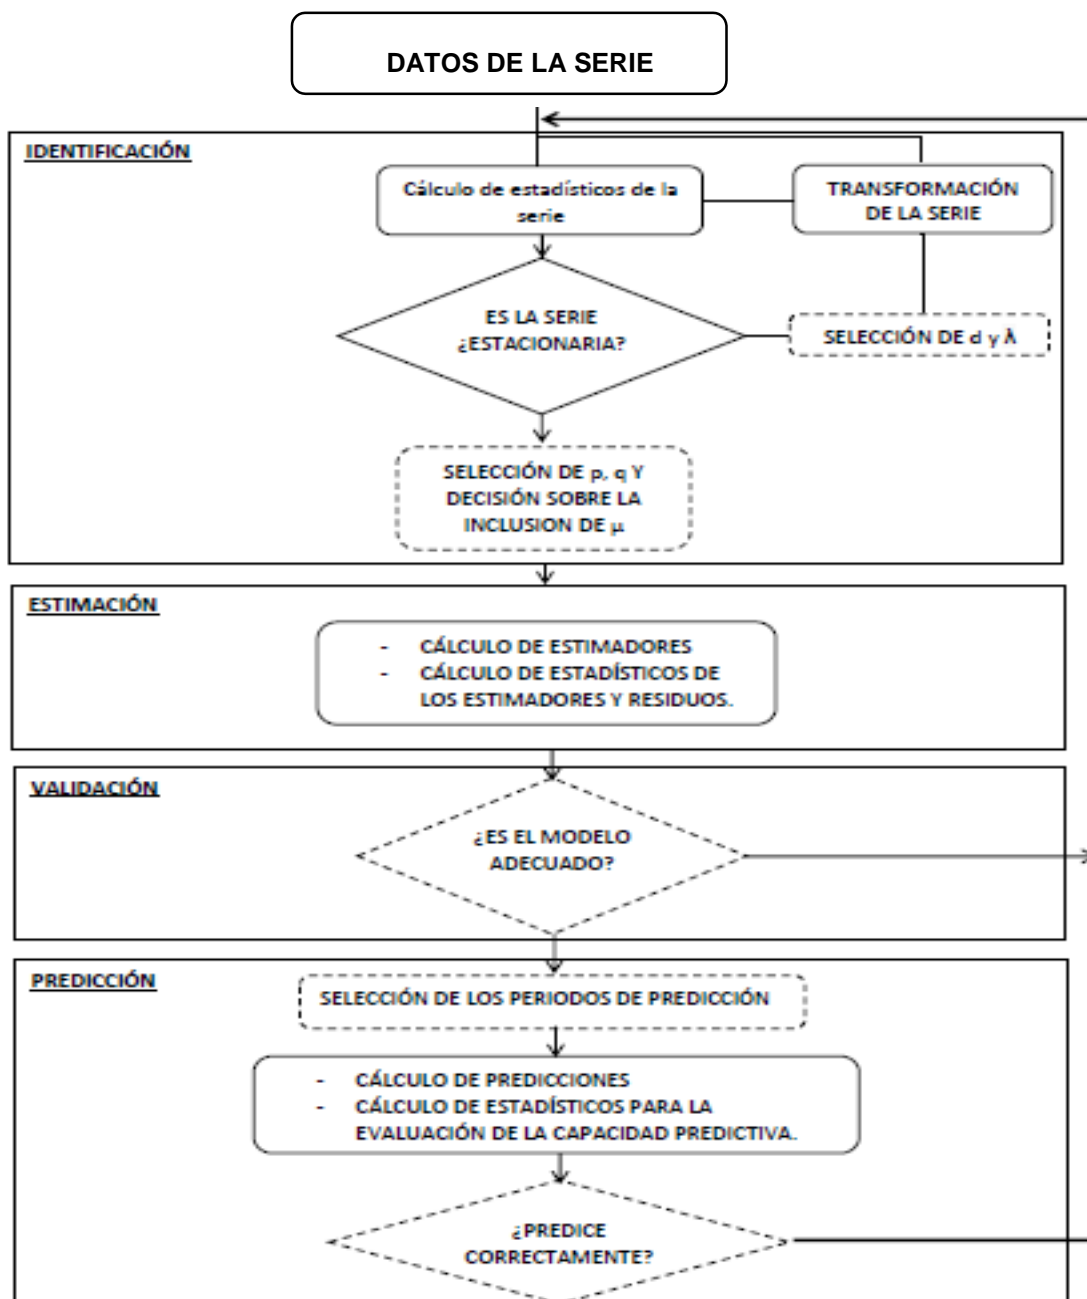 DATOS DE LA SERIE
IDENTIFICACIÓN
Cálculo de estadísticos de la
serie
TRANSFORMACIÓN
DE LA SERIE
ES LA SERIE
¿ESTACIONARIA?
SELECCIÓN DE d y λ
SELECCIÓN DE p, q Y
DECISIÓN SOBRE LA
INCLUSION DE µ
ESTIMACIÓN
- CÁLCULO DE ESTIMADORES
- CÁLCULO DE ESTADÍSTICOS DE
LOS ESTIMADORES Y RESIDUOS.
VALIDACIÓN
¿ES EL MODELO
ADECUADO?
PREDICCIÓN
SELECCIÓN DE LOS PERIODOS DE PREDICCIÓN
- CÁLCULO DE PREDICCIONES
- CÁLCULO DE ESTADÍSTICOS PARA LA
EVALUACIÓN DE LA CAPACIDAD PREDICTIVA.
¿PREDICE
CORRECTAMENTE?